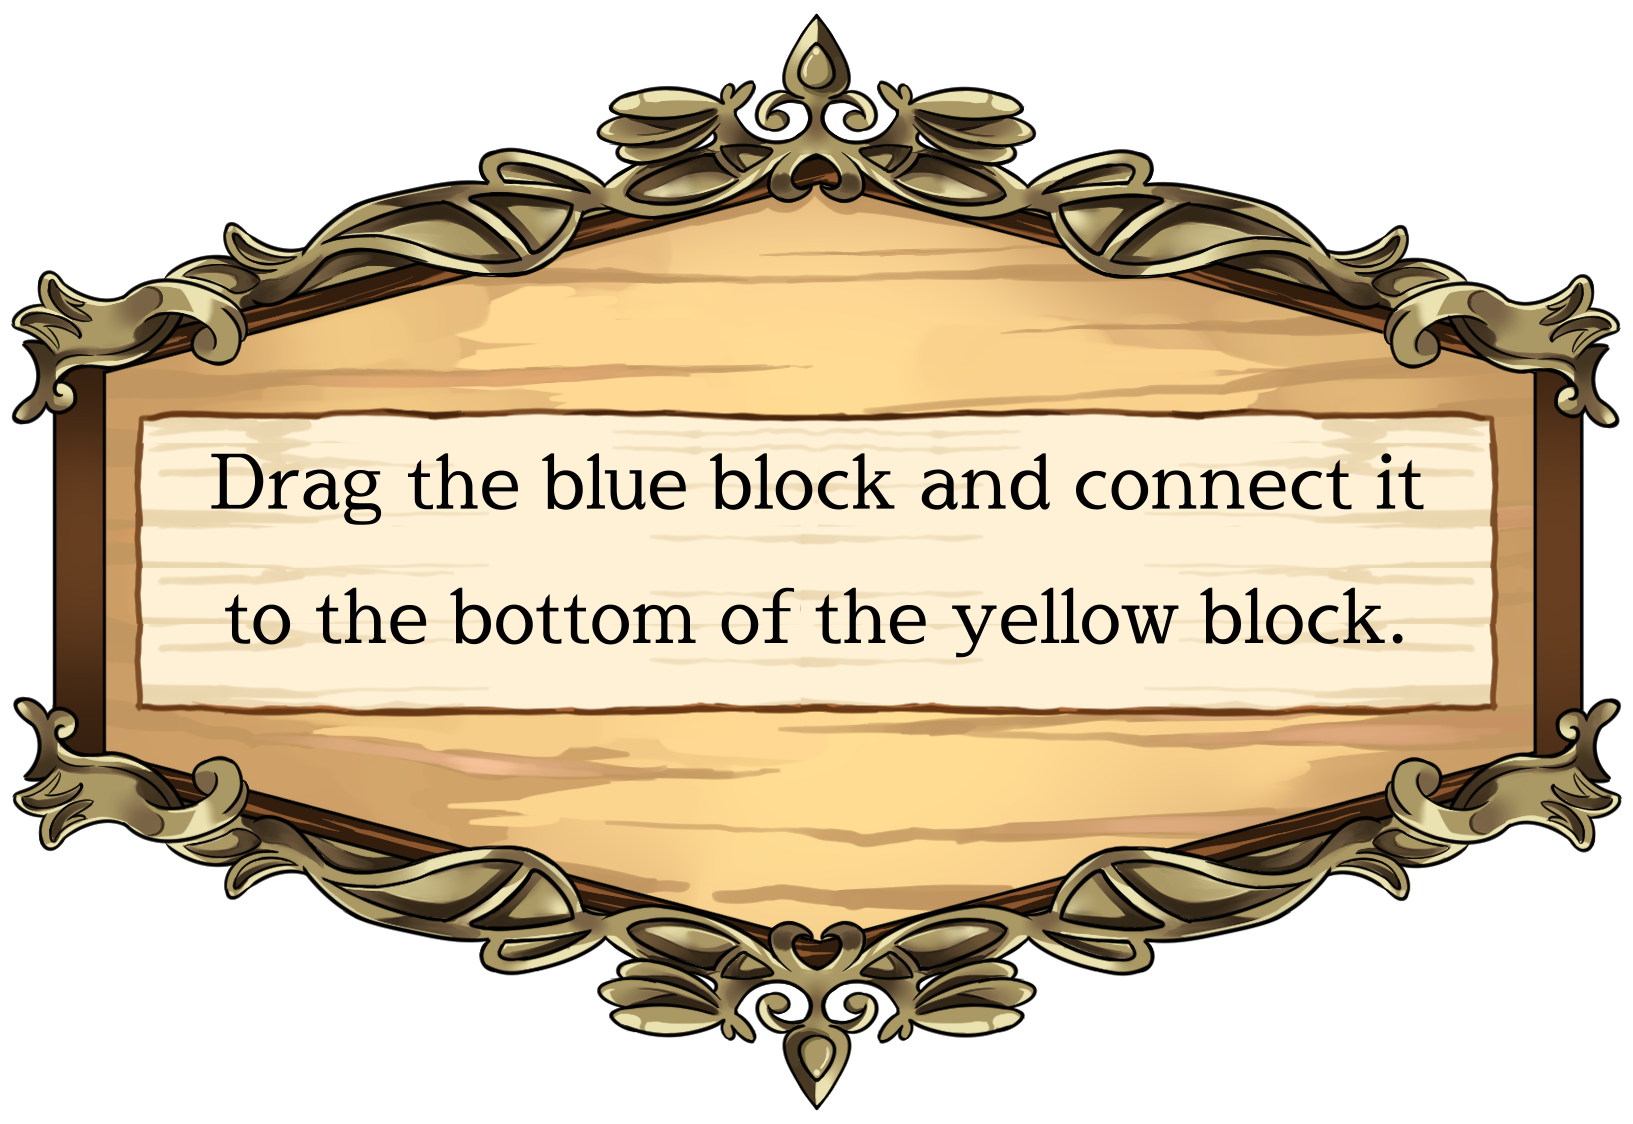 Drag the blue block and connect it
to the bottom of the yellow block.